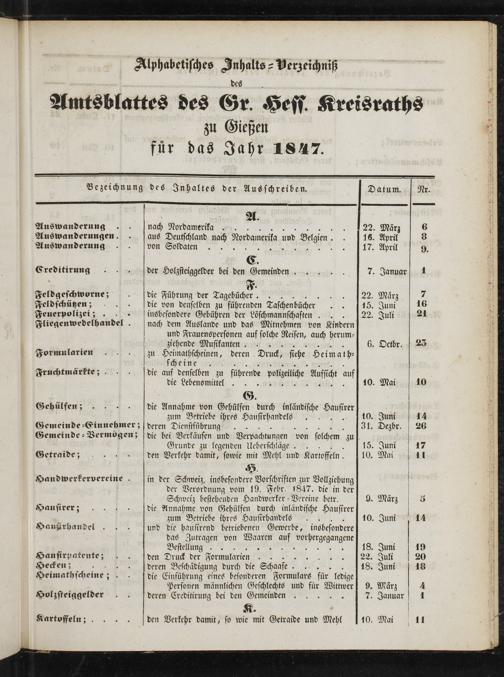 Alphabetisches Inhalts-Verzeichniß
des
Amtsblattes des Gr. Hess. Kreisraths
zu Gießen
für das Jahr 1847.
Bezeichnung des Inhaltes der Ausschreiben. Datum. Nr.
A.
Auswanderung . . nach Nordamerika . . . . . . . . 22. März 6
Auswanderungen . . aus Deutschland nach Nordamerika und Belgien . . 16. April 8
Auswanderung . . von Soldaten . . . . . . . . 17. April 9.
C.
Creditirung . . . der Holzsteiggelder bei den Gemeinden . . . . 7. Januar 1
F.
Feldgeschworne; . . die Führung der Tagebücher . . . . . . 22. März 7
Feldschützen; . . . die von denselben zu führenden Taschenbücher . . 15. Juni 16
Feuerpolizei; . . . insbesondere Gebühren der Löschmannschaften . . . 22. Juli 21
Fliegenwedelhandel . nach dem Auslande und das Mitnehmen von Kindern
und Frauenspersonen auf solche Reisen, auch herum-
ziehende Musikanten . . . . . . . . 6. Octbr. 25
Formularien . . . zu Heimathscheinen, deren Druck, siehe Heimath-
scheine . . . . . . . .
Fruchtmärkte; . . . die auf denselben zu führende polizeiliche Aufsicht auf
die Lebensmittel . . . . . . . . 10. Mai 10
G.
Gehülfen; . . . . die Annahme von Gehülfen durch inländische Hausirer
zum Betriebe ihres Hausirhandels . . . . 10. Juni 14
Gemeinde-Einnehmer; deren Dienstführung . . . . . . . 31. Dezbr. 26
Gemeinde-Vermögen; die bei Verkäufen und Verpachtungen von solchem zu
Grunde zu legenden Ueberschläge . . . . . 15. Juni 17
Getraide; . . . . den Verkehr damit, sowie mit Mehl und Kartoffeln . 10. Mai 11
H.
Handwerkervereine . in der Schweiz, insbesondere Vorschriften zur Vollziehung
der Verordnung vom 19. Febr. 1847. die in der
Schweiz bestehenden Handwerker-Vereine betr. 9. März 5
Hausirer; . . . . die Annahme von Gehülfen durch inländische Hausirer
zum Betriebe ihres Hausirhandels . . . . 10. Juni 14
Hausirhandel . . . und die hausirend betriebenen Gewerbe, insbesondere
das Zutragen von Waaren auf vorhergegangene
Bestellung . . . . . . . . 18. Juni 19
Hausirpatente; . . . den Druck der Formularien . . . . . . 22. Juli 20
Hecken; . . . . . deren Beschädigung durch die Schaafe . . . . 18. Juni 18
Heimathscheine; . . die Einführung eines besonderen Formulars für ledige
Personen männlichen Geschlechts und für Wittwer 9. März 4
Holzsteiggelder . . deren Creditirung bei den Gemeinden . . . . 7. Januar 1
K.
Kartoffeln; . . . . den Verkehr damit, so wie mit Getraide und Mehl 10. Mai 11